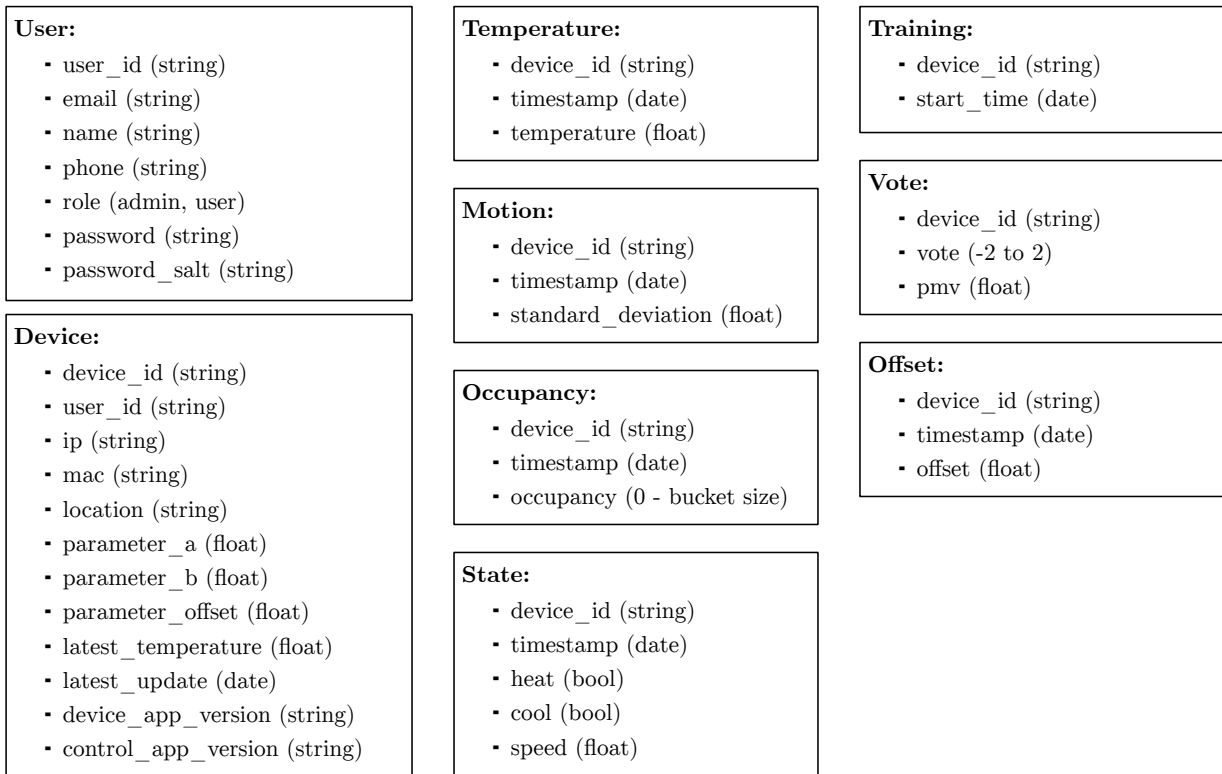 User:
▪ user_id (string)
▪ email (string)
▪ name (string)
▪ phone (string)
▪ role (admin, user)
▪ password (string)
▪ password_salt (string)
Device:
▪ device_id (string)
▪ user_id (string)
▪ ip (string)
▪ mac (string)
▪ location (string)
▪ parameter_a (float)
▪ parameter_b (float)
▪ parameter_offset (float)
▪ latest_temperature (float)
▪ latest_update (date)
▪ device_app_version (string)
▪ control_app_version (string)
Temperature:
▪ device_id (string)
▪ timestamp (date)
▪ temperature (float)
Motion:
▪ device_id (string)
▪ timestamp (date)
▪ standard_deviation (float)
Occupancy:
▪ device_id (string)
▪ timestamp (date)
▪ occupancy (0 - bucket size)
State:
▪ device_id (string)
▪ timestamp (date)
▪ heat (bool)
▪ cool (bool)
▪ speed (float)
Training:
▪ device_id (string)
▪ start_time (date)
Vote:
▪ device_id (string)
▪ vote (-2 to 2)
▪ pmv (float)
Offset:
▪ device_id (string)
▪ timestamp (date)
▪ offset (float)